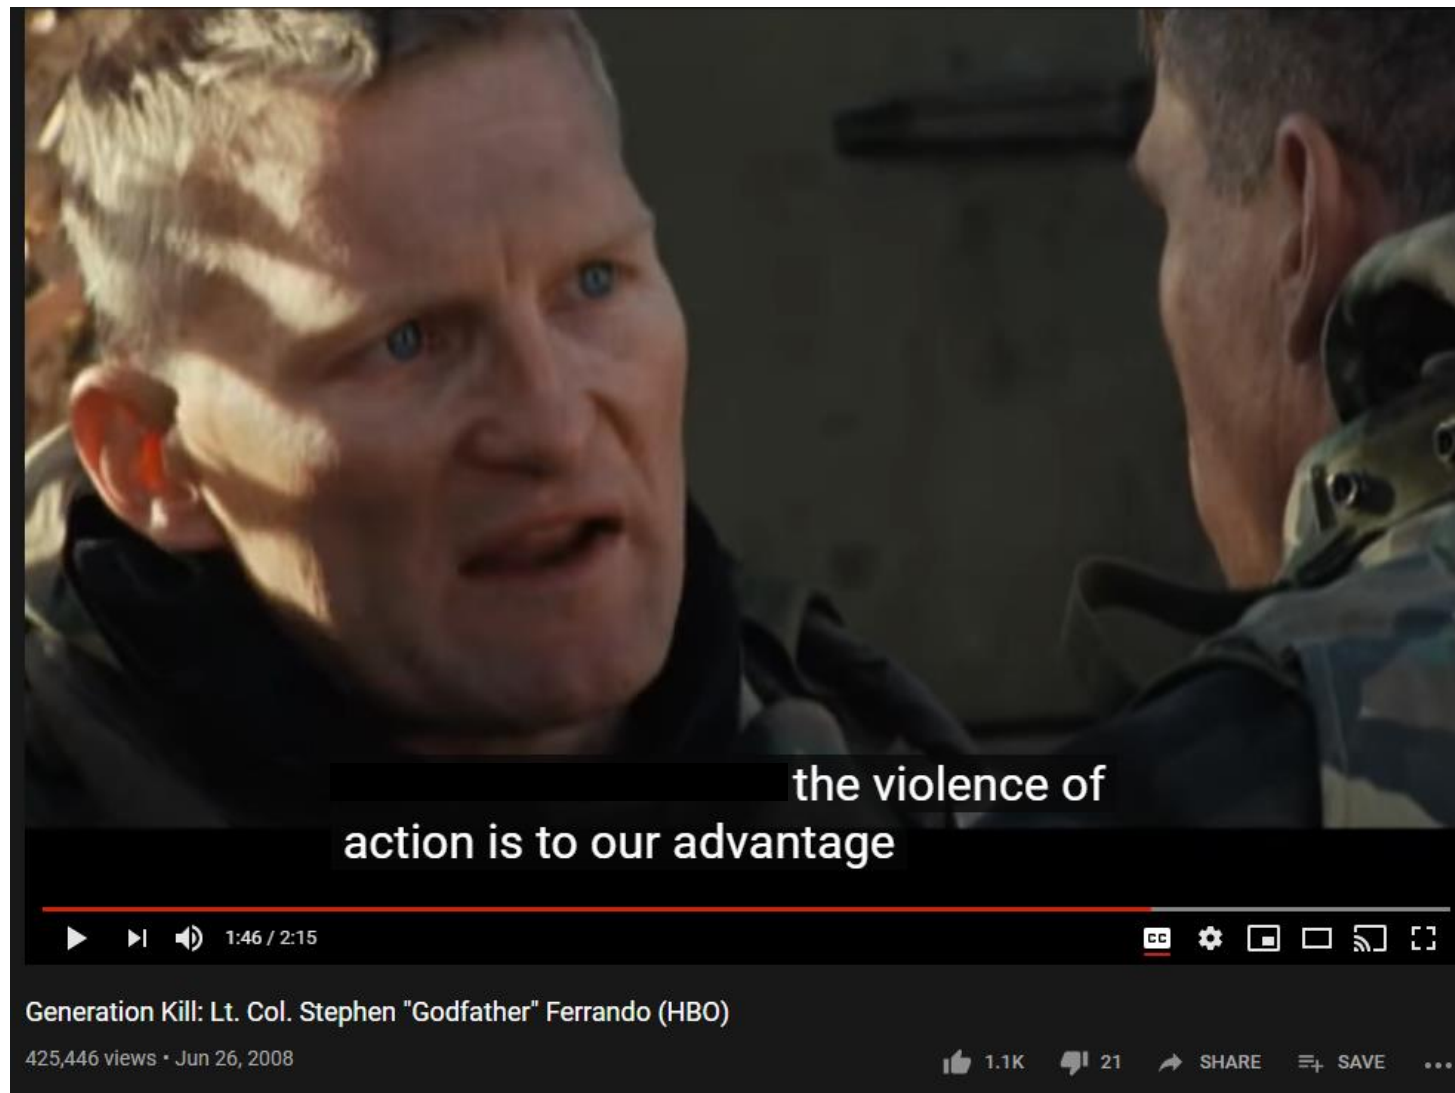 the violence of
action is to our advantage
1:46 / 2:15
CC
Generation Kill: Lt. Col. Stephen "Godfather" Ferrando (HBO)
425,446 views • Jun 26, 2008
1.1K 21 SHARE SAVE